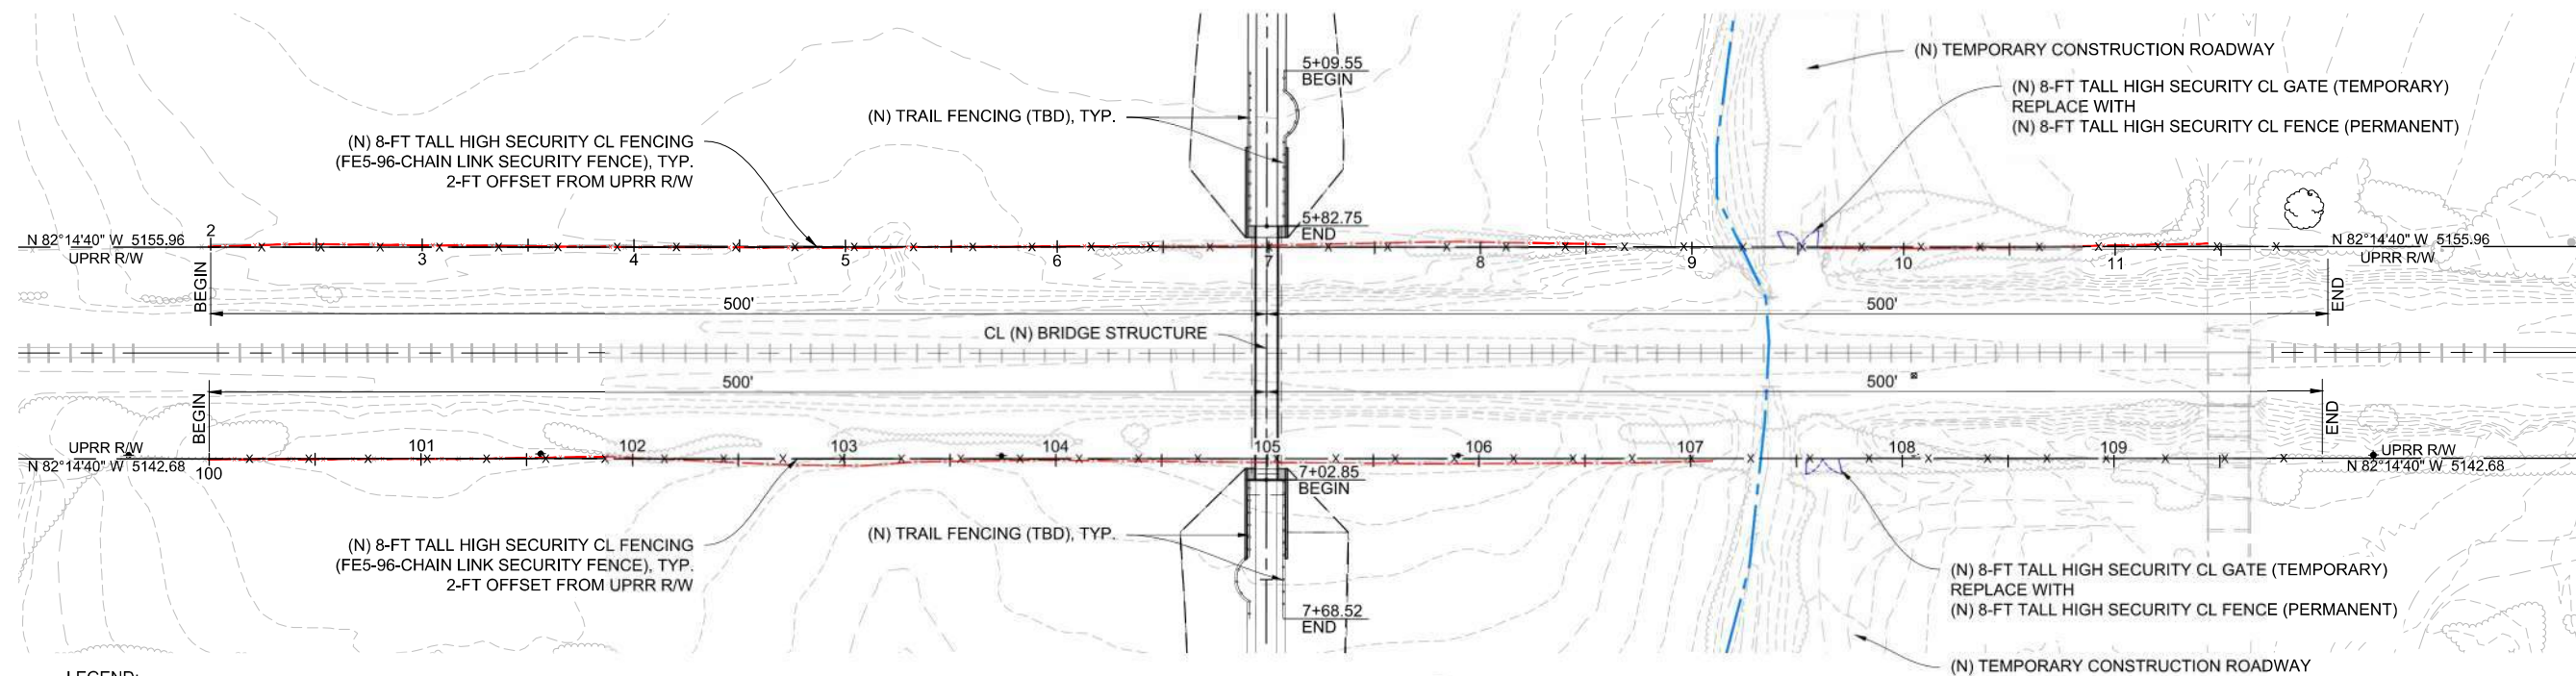 (N) TEMPORARY CONSTRUCTION ROADWAY
5+09.55
BEGIN
(N) 8-FT TALL HIGH SECURITY CL GATE (TEMPORARY)
REPLACE WITH
(N) 8-FT TALL HIGH SECURITY CL FENCE (PERMANENT)
(N) TRAIL FENCING (TBD), TYP.
(N) 8-FT TALL HIGH SECURITY CL FENCING
(FE5-96-CHAIN LINK SECURITY FENCE), TYP.
2-FT OFFSET FROM UPRR R/W
5+82.75
END
N 82°14'40" W 5155.96
UPRR R/W
2
3
4
5
6
7
8
9
10
11
N 82°14'40" W 5155.96
UPRR R/W
BEGIN
500'
500'
END
CL (N) BRIDGE STRUCTURE
BEGIN
500'
500'
END
UPRR R/W
N 82°14'40" W 5142.68
100
101
102
103
104
105
106
107
108
109
UPRR R/W
N 82°14'40" W 5142.68
7+02.85
BEGIN
(N) TRAIL FENCING (TBD), TYP.
(N) 8-FT TALL HIGH SECURITY CL FENCING
(FE5-96-CHAIN LINK SECURITY FENCE), TYP.
2-FT OFFSET FROM UPRR R/W
(N) 8-FT TALL HIGH SECURITY CL GATE (TEMPORARY)
REPLACE WITH
(N) 8-FT TALL HIGH SECURITY CL FENCE (PERMANENT)
7+68.52
END
(N) TEMPORARY CONSTRUCTION ROADWAY
LEGEND: